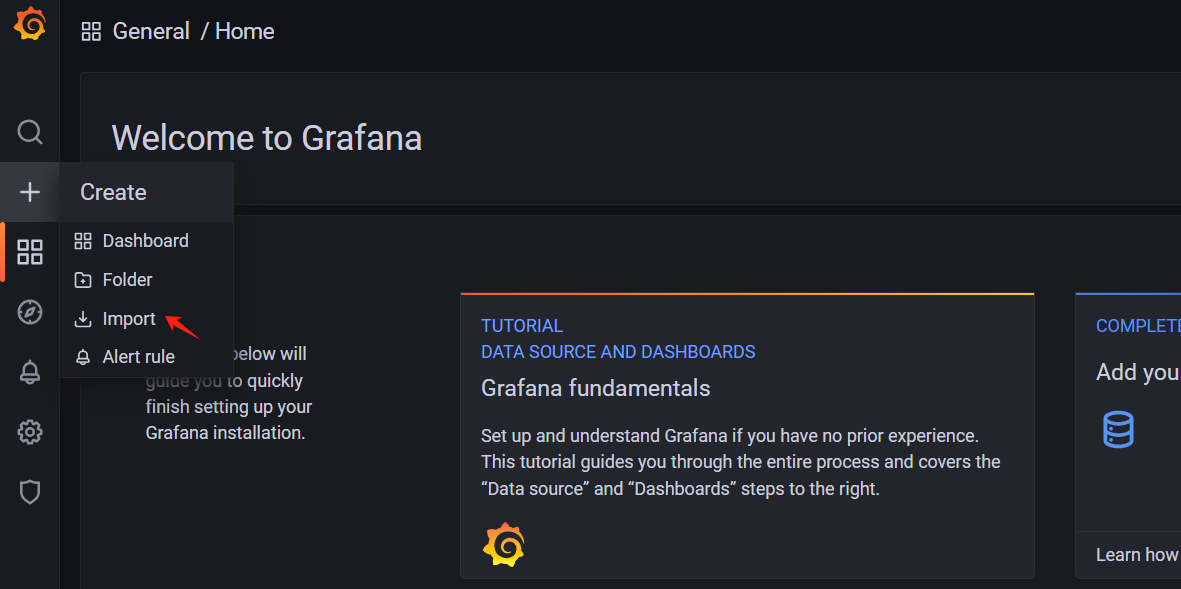 General / Home
Welcome to Grafana
Create
Dashboard
Folder
Import
Alert rule
below will
guide you to quickly
finish setting up your
Grafana installation.
TUTORIAL
DATA SOURCE AND DASHBOARDS
Grafana fundamentals
Set up and understand Grafana if you have no prior experience.
This tutorial guides you through the entire process and covers the
“Data source” and “Dashboards” steps to the right.
COMPLETE
Add you
Learn how